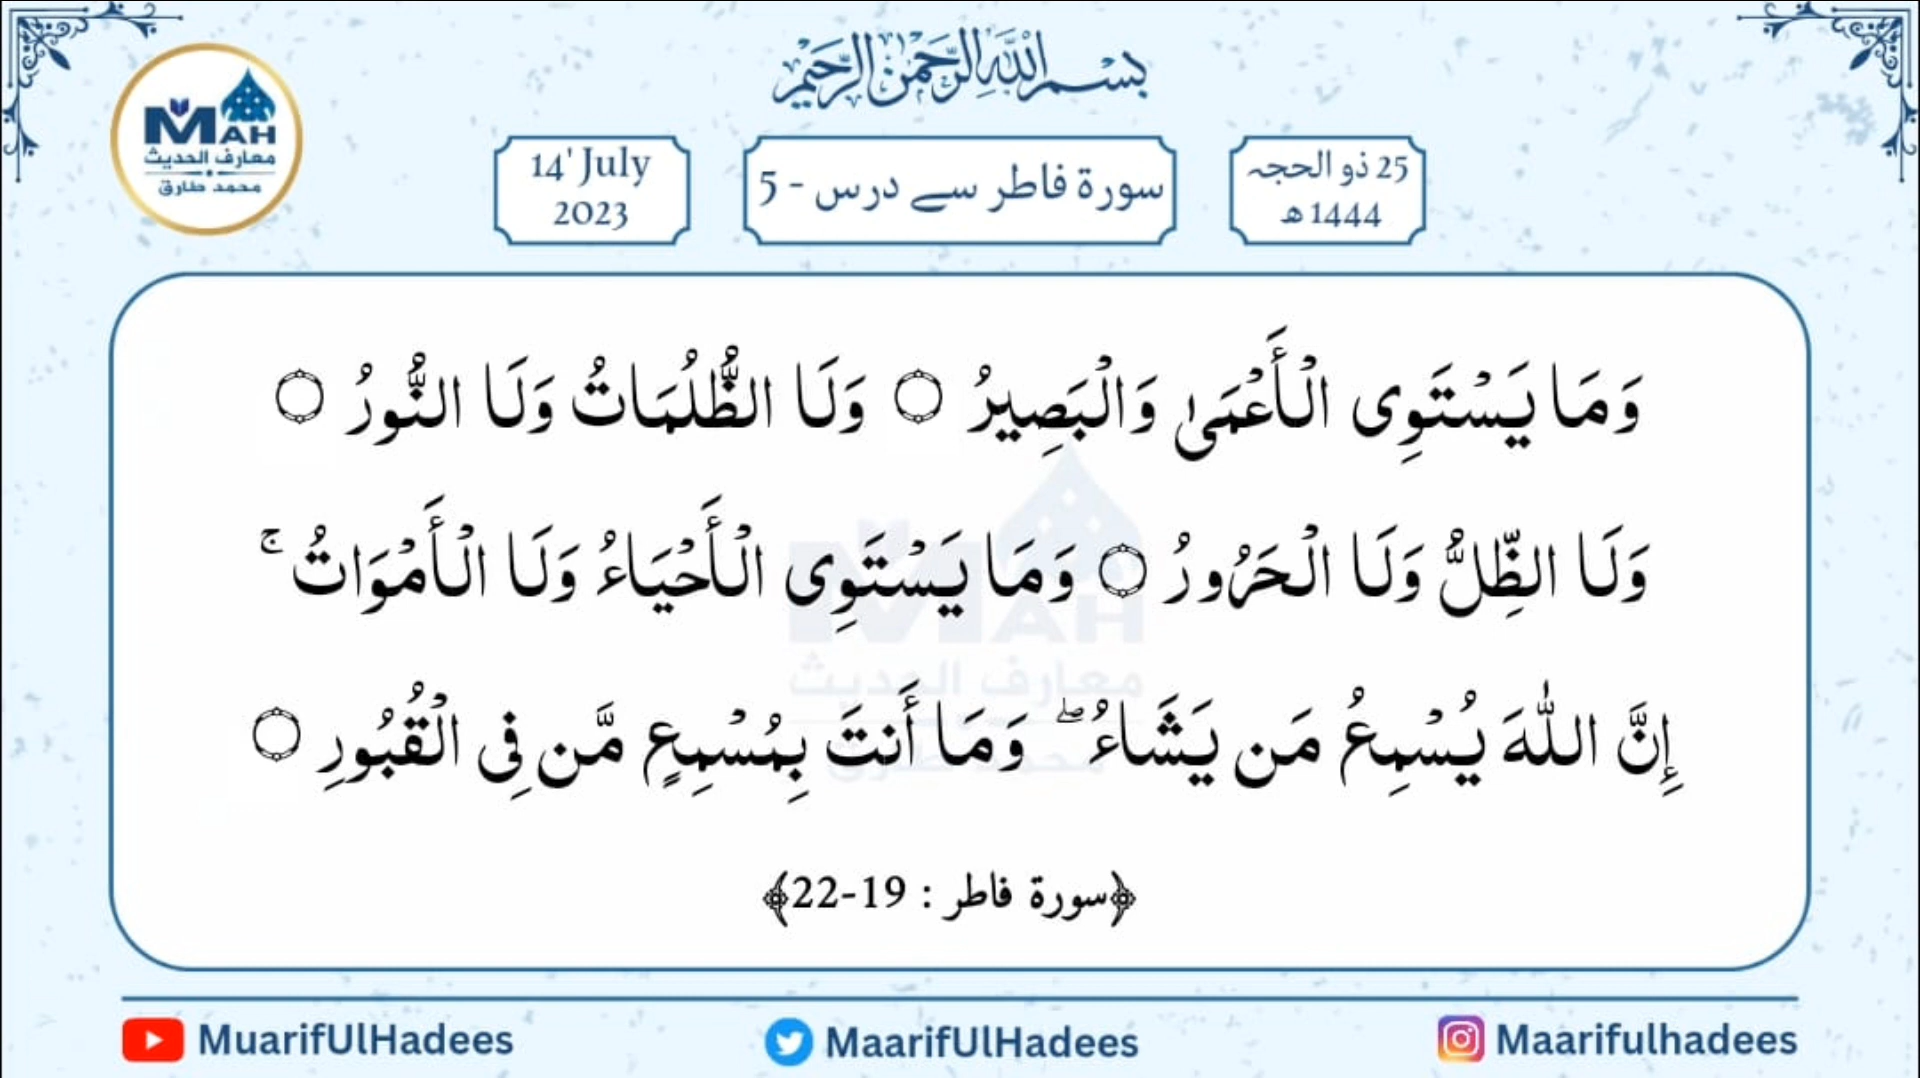 بسم الله الرحمن الرحيم
MAH
معارف الحديث
محمد طارق
14' July
2023
سورة فاطر سے درس - 5
25 ذو الحجہ
1444 ھ
وَمَا يَسْتَوِى الْأَعْمَىٰ وَالْبَصِيرُ ۝ وَلَا الظُّلُمَاتُ وَلَا النُّورُ ۝
وَلَا الظِّلُّ وَلَا الْحَرُورُ ۝ وَمَا يَسْتَوِى الْأَحْيَاءُ وَلَا الْأَمْوَاتُ ۚ
إِنَّ اللَّهَ يُسْمِعُ مَن يَشَاءُ ۖ وَمَا أَنتَ بِمُسْمِعٍ مَّن فِى الْقُبُورِ ۝
﴿سورة فاطر : 19-22﴾
MuarifUlHadees
MaarifUlHadees
Maarifulhadees